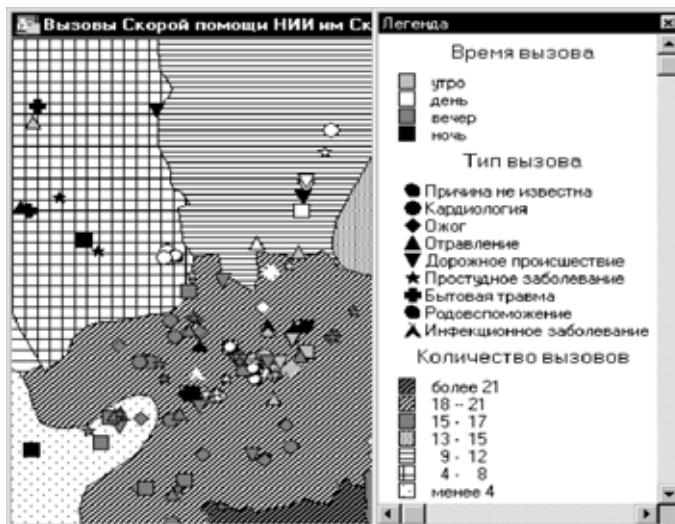 Вызовы Скорой помощи НИИ им Ск
Легенда
Время вызова
утро
день
вечер
ночь
Тип вызова
Причина не известна
Кардиология
Ожог
Отравление
Дорожное происшествие
Простудное заболевание
Бытовая травма
Родовспоможение
Инфекционное заболевание
Количество вызовов
более 21
18 - 21
15 - 17
13 - 15
9 - 12
4 - 8
менее 4